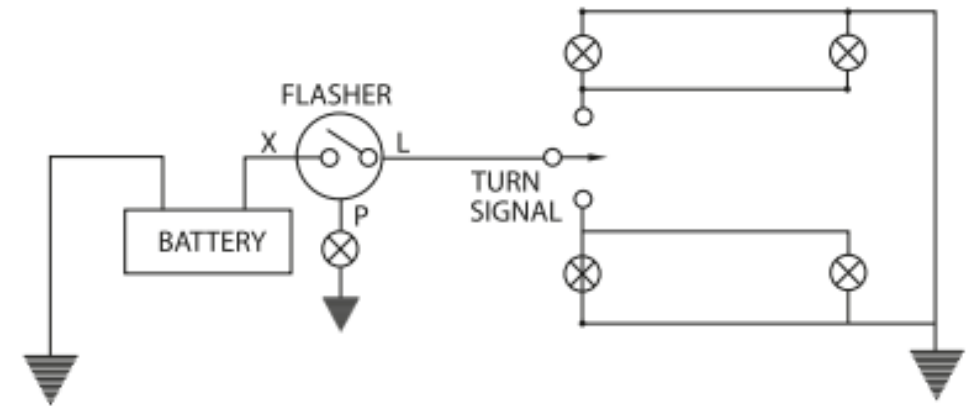 FLASHER
X
L
TURN
SIGNAL
P
BATTERY